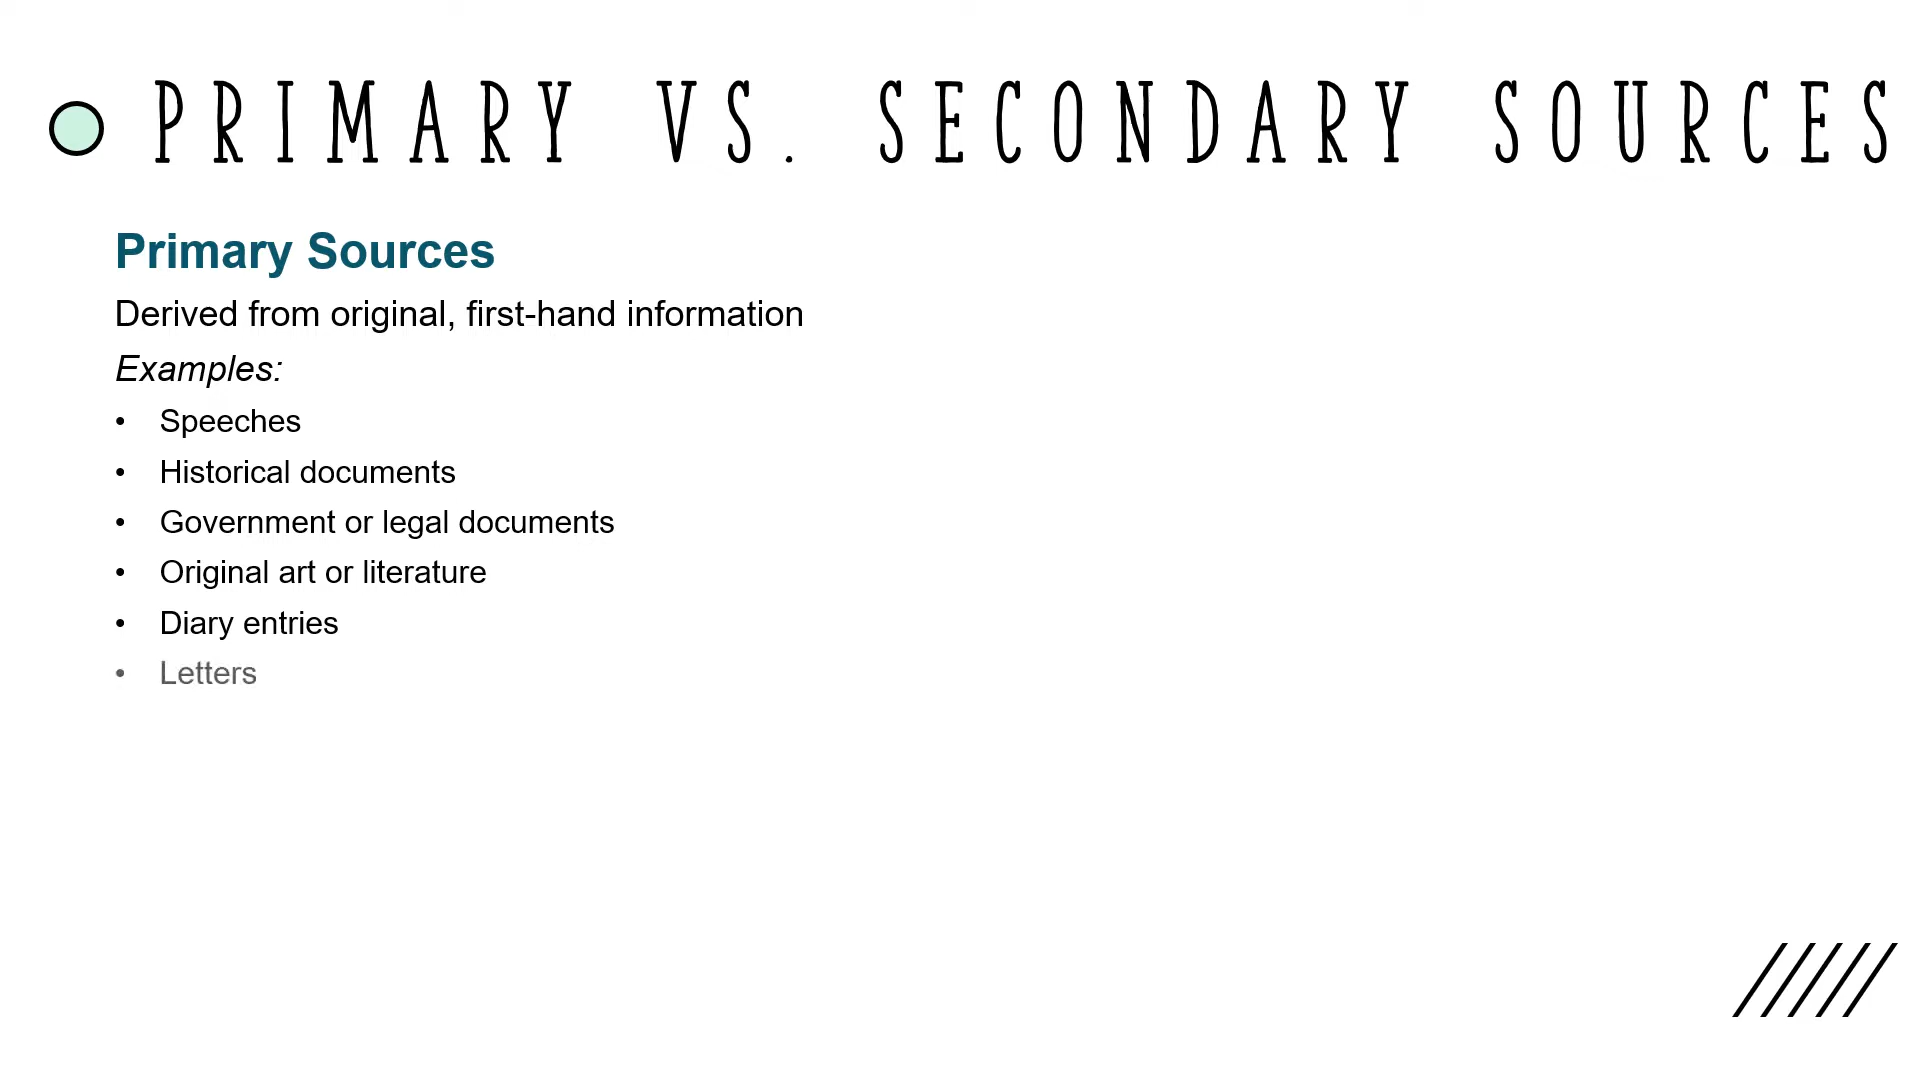 PRIMARY VS. SECONDARY SOURCES
Primary Sources
Derived from original, first-hand information
Examples:
• Speeches
• Historical documents
• Government or legal documents
• Original art or literature
• Diary entries
• Letters